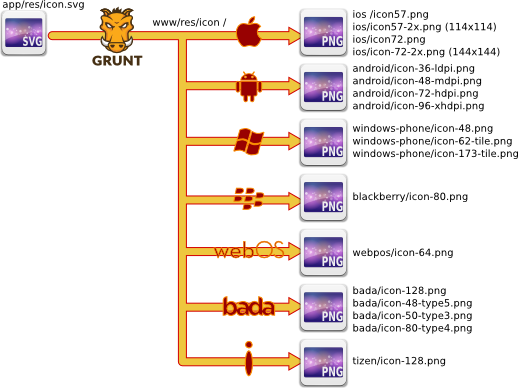 app/res/icon.svg
SVG
GRUNT
www/res/icon /
PNG
ios /icon57.png
ios/icon57-2x.png (114x114)
ios/icon72.png
ios/icon-72-2x.png (144x144)
PNG
android/icon-36-ldpi.png
android/icon-48-mdpi.png
android/icon-72-hdpi.png
android/icon-96-xhdpi.png
PNG
windows-phone/icon-48.png
windows-phone/icon-62-tile.png
windows-phone/icon-173-tile.png
PNG
blackberry/icon-80.png
webOS
PNG
webpos/icon-64.png
bada
PNG
bada/icon-128.png
bada/icon-48-type5.png
bada/icon-50-type3.png
bada/icon-80-type4.png
PNG
tizen/icon-128.png